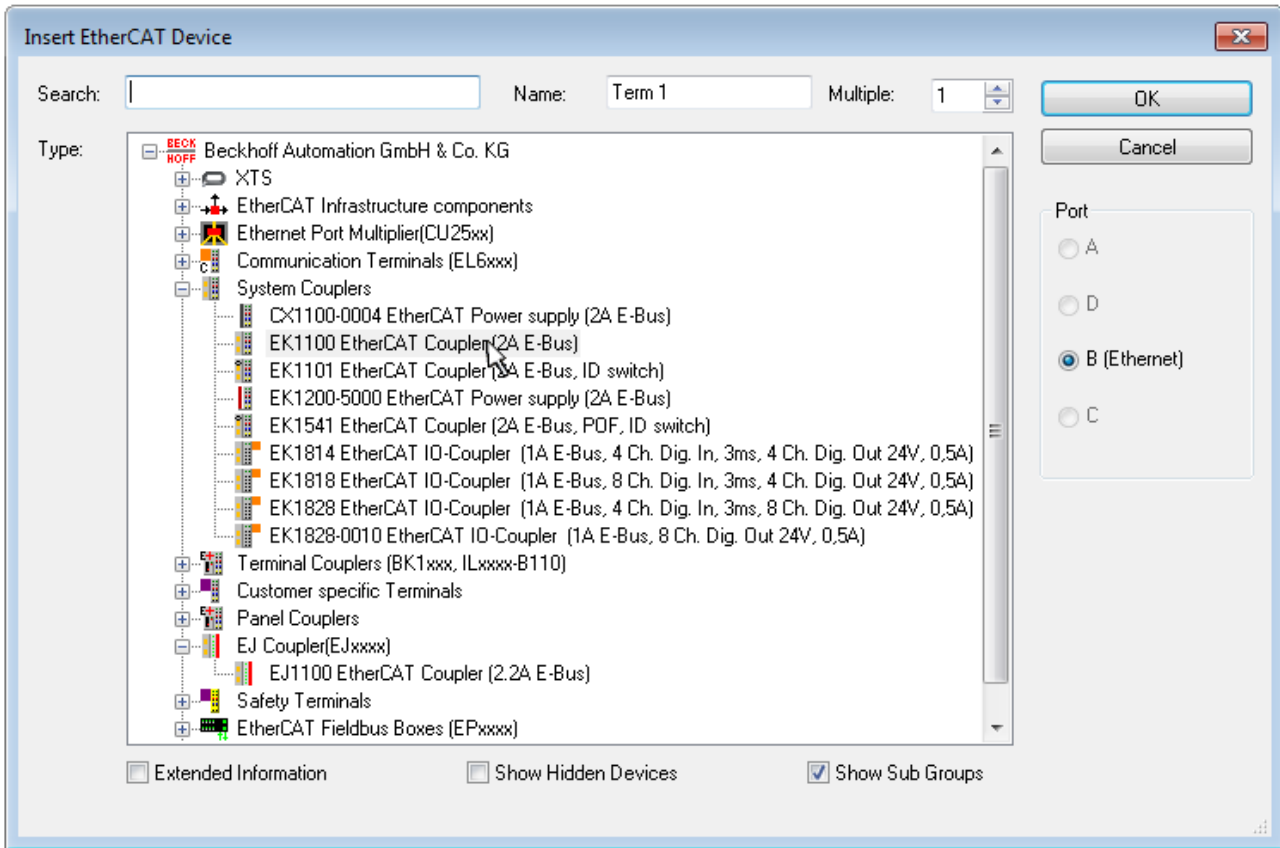 Insert EtherCAT Device
Search: Name: Term 1 Multiple: 1 OK
Type: Cancel
BECK HOFF Beckhoff Automation GmbH & Co. KG
XTS
EtherCAT Infrastructure components
Ethernet Port Multiplier(CU25xx)
C Communication Terminals (EL6xxx)
System Couplers
CX1100-0004 EtherCAT Power supply (2A E-Bus)
EK1100 EtherCAT Coupler (2A E-Bus)
EK1101 EtherCAT Coupler (2A E-Bus, ID switch)
EK1200-5000 EtherCAT Power supply (2A E-Bus)
EK1541 EtherCAT Coupler (2A E-Bus, POF, ID switch)
EK1814 EtherCAT IO-Coupler (1A E-Bus, 4 Ch. Dig. In, 3ms, 4 Ch. Dig. Out 24V, 0,5A)
EK1818 EtherCAT IO-Coupler (1A E-Bus, 8 Ch. Dig. In, 3ms, 4 Ch. Dig. Out 24V, 0,5A)
EK1828 EtherCAT IO-Coupler (1A E-Bus, 4 Ch. Dig. In, 3ms, 8 Ch. Dig. Out 24V, 0,5A)
EK1828-0010 EtherCAT IO-Coupler (1A E-Bus, 8 Ch. Dig. Out 24V, 0,5A)
Terminal Couplers (BK1xxx, ILxxxx-B110)
Customer specific Terminals
Panel Couplers
EJ Coupler(EJxxxx)
EJ1100 EtherCAT Coupler (2.2A E-Bus)
Safety Terminals
EtherCAT Fieldbus Boxes (EPxxxx)
Port
A
D
B (Ethernet)
C
Extended Information Show Hidden Devices Show Sub Groups